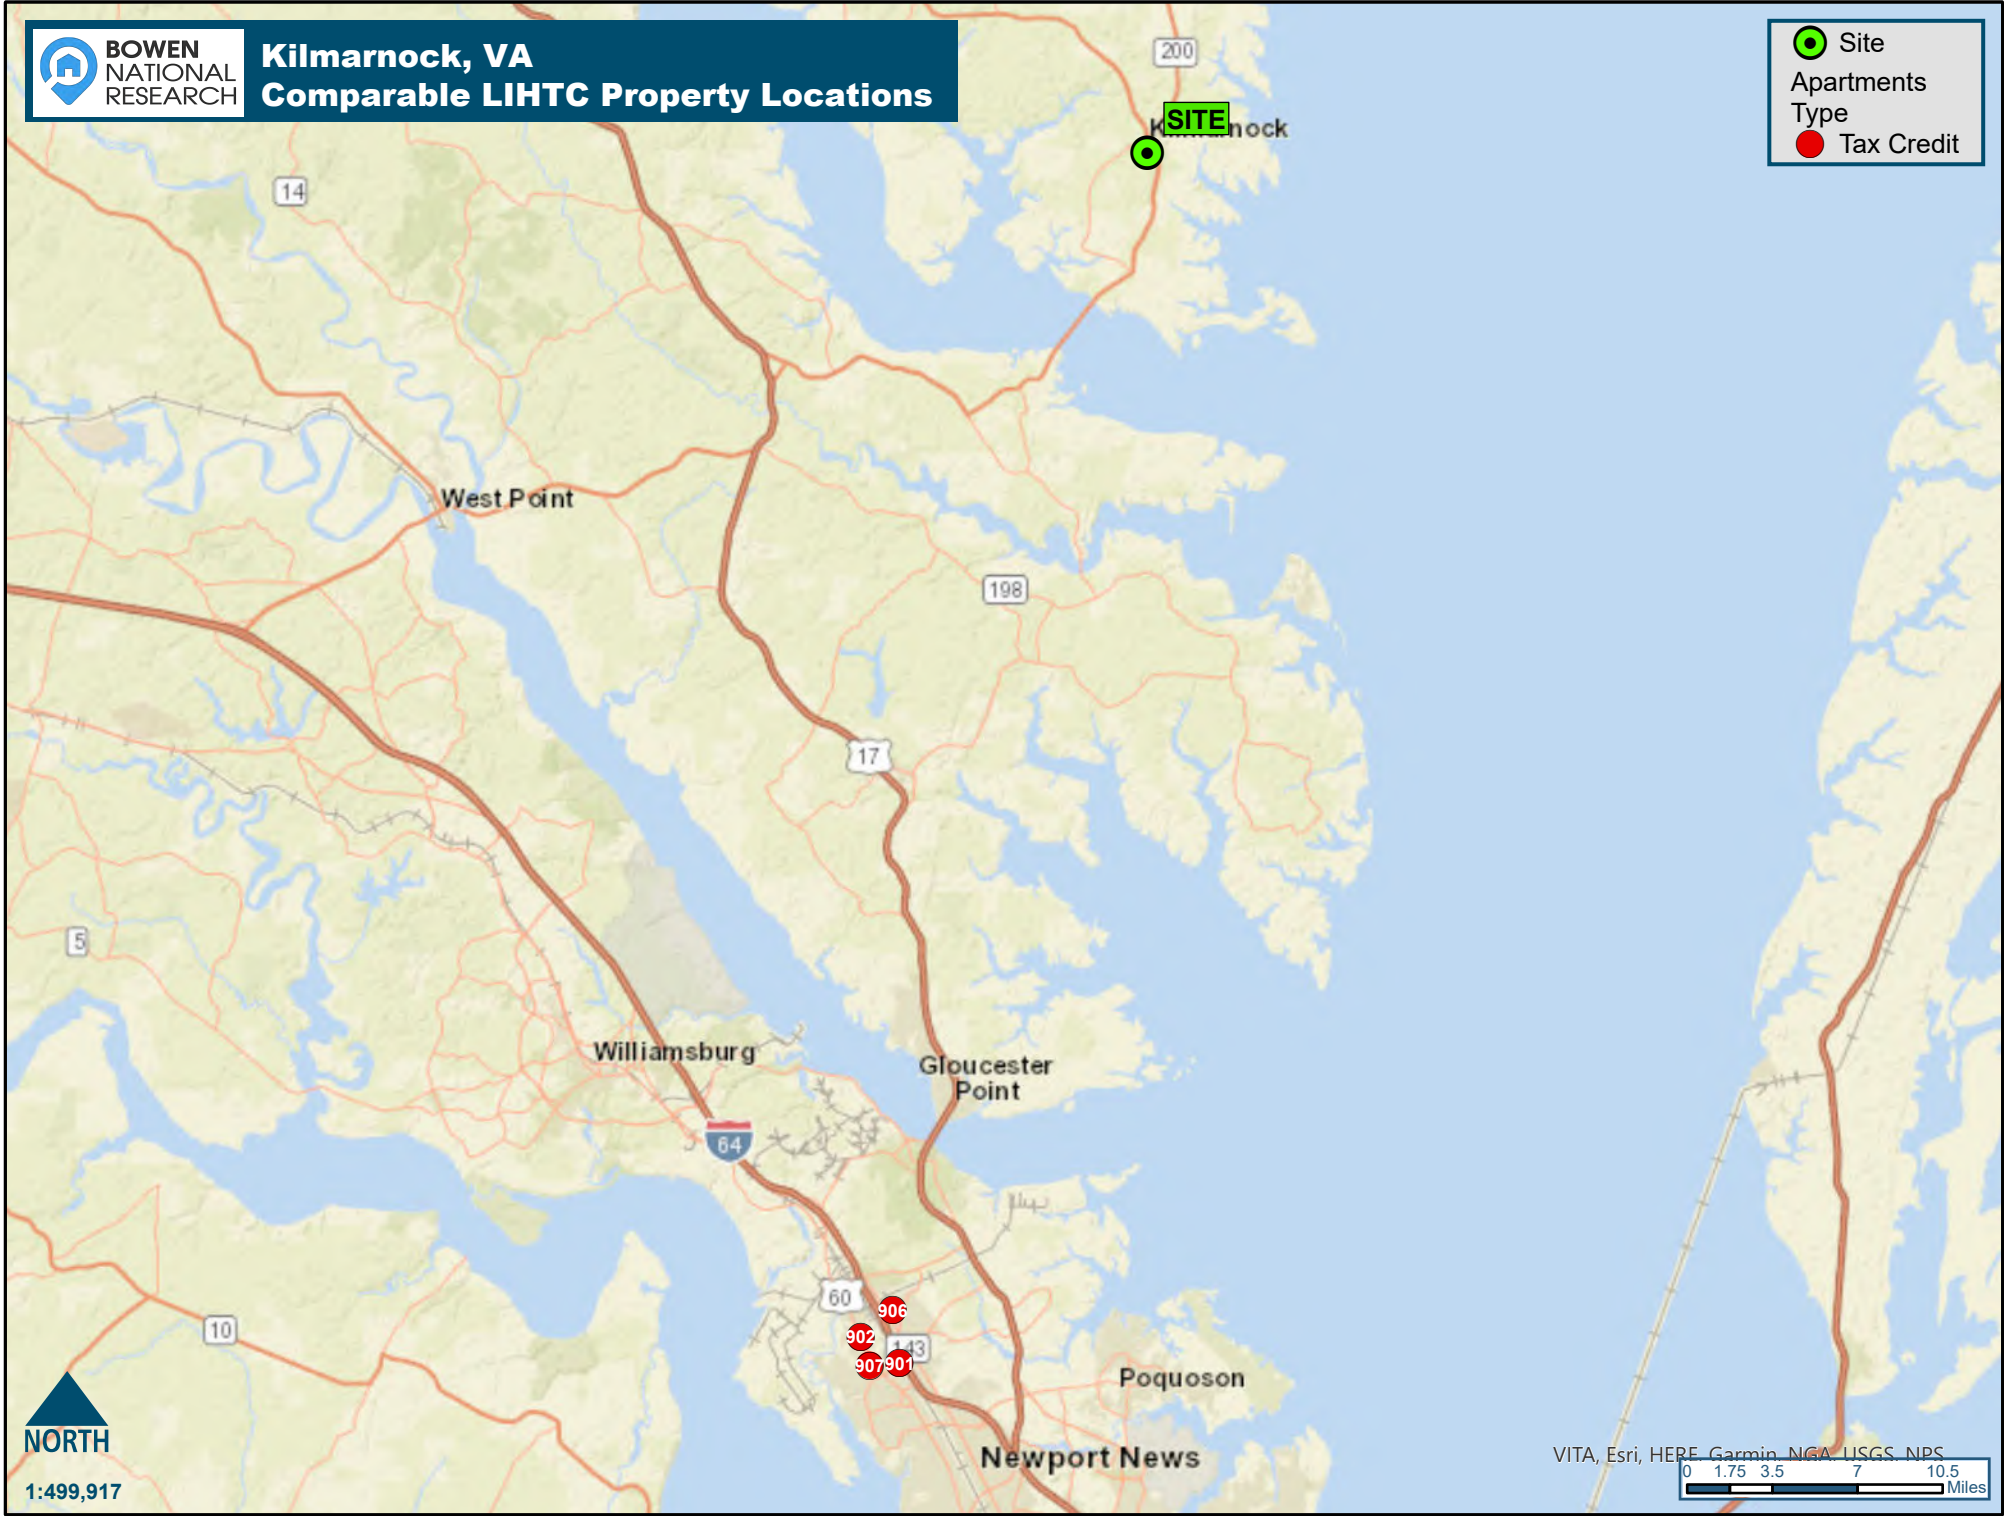 BOWEN
NATIONAL
RESEARCH
Kilmarnock, VA
Comparable LIHTC Property Locations
Site
Apartments
Type
Tax Credit
200
SITE
14
West Point
198
17
5
Williamsburg
Gloucester
Point
64
60
906
10
902
143
907
901
Poquoson
Newport News
NORTH
1:499,917
VITA, Esri, HERE, Garmin, NGA, USGS, NPS
0 1.75 3.5 7 10.5
Miles